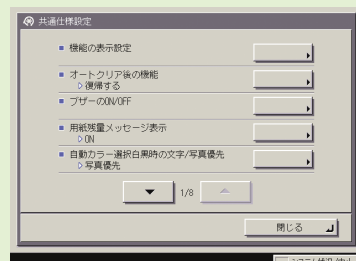 共通仕様設定
機能の表示設定
オートクリア後の機能
復帰する
ブザーのON/OFF
用紙残量メッセージ表示
ON
自動カラー選択白黒時の文字/写真優先
写真優先
1/8
閉じる